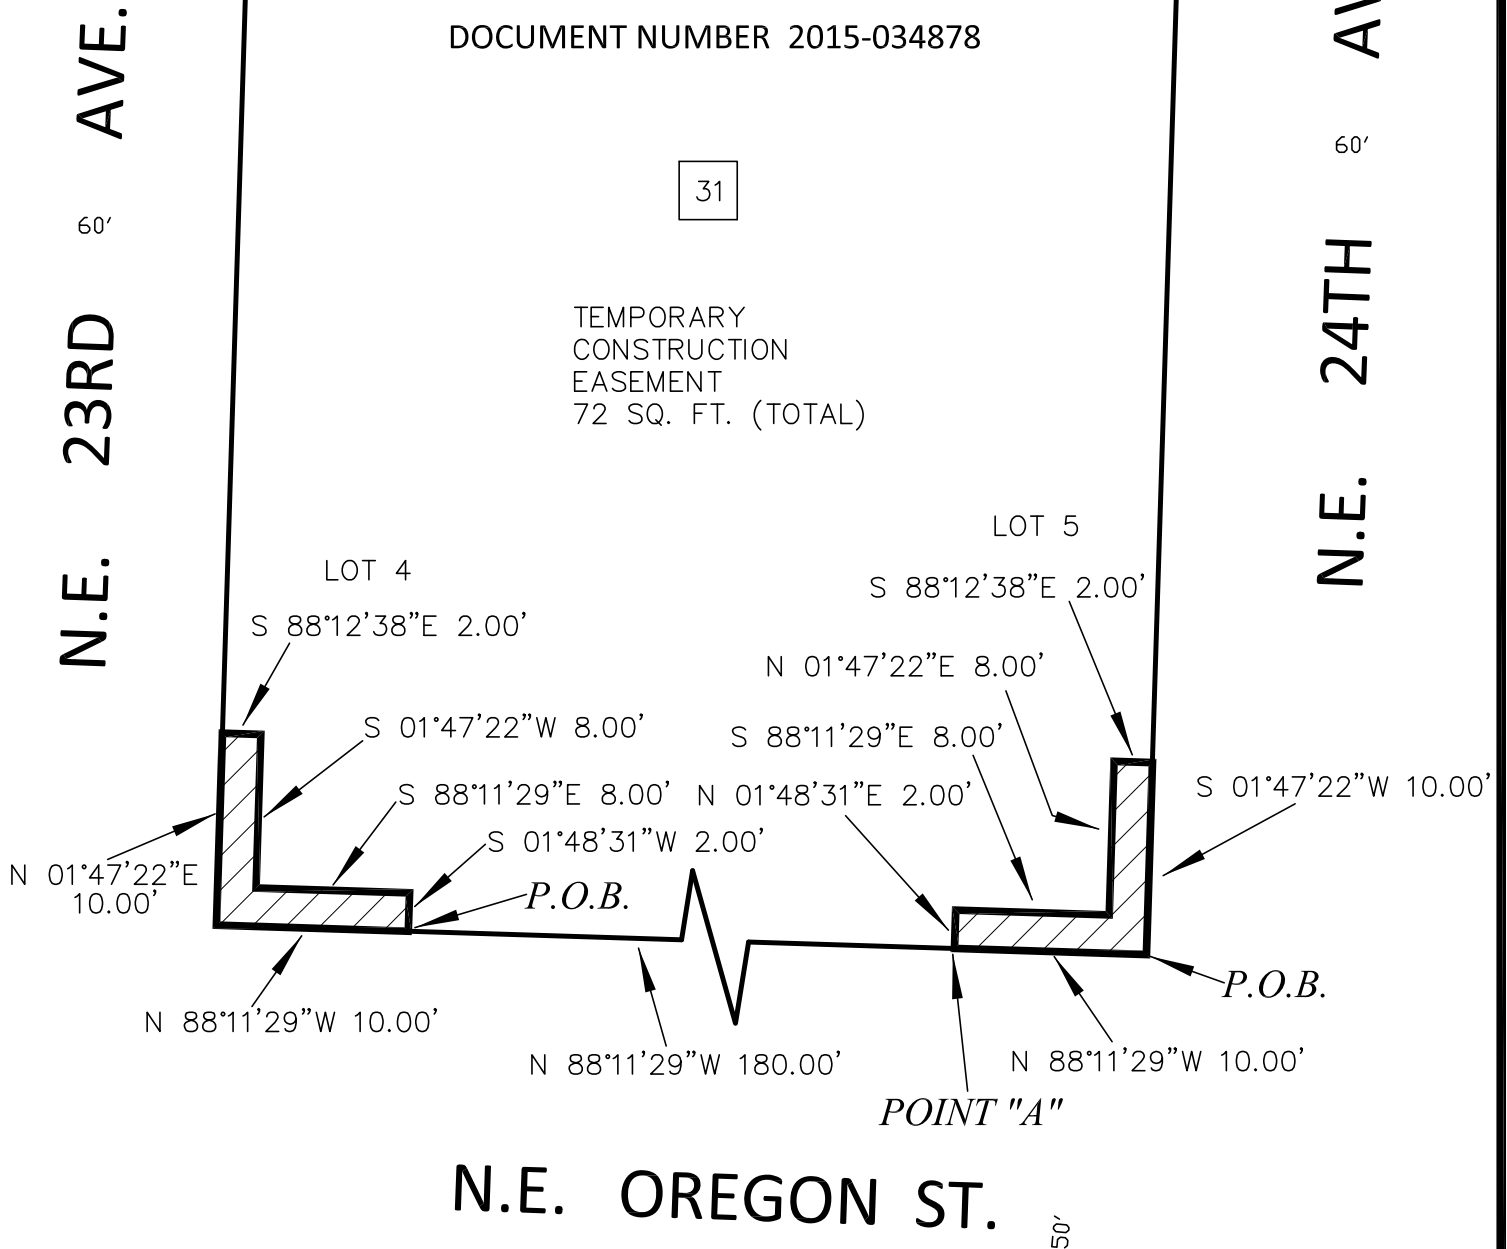 DOCUMENT NUMBER 2015-034878
N.E. 23RD AVE.
60'
N.E. 24TH AV
60'
31
TEMPORARY
CONSTRUCTION
EASEMENT
72 SQ. FT. (TOTAL)
LOT 4
S 88°12'38"E 2.00'
S 01°47'22"W 8.00'
S 88°11'29"E 8.00'
S 01°48'31"W 2.00'
P.O.B.
N 01°47'22"E
10.00'
N 88°11'29"W 10.00'
N 88°11'29"W 180.00'
LOT 5
S 88°12'38"E 2.00'
N 01°47'22"E 8.00'
S 88°11'29"E 8.00'
N 01°48'31"E 2.00'
S 01°47'22"W 10.00'
P.O.B.
N 88°11'29"W 10.00'
POINT "A"
N.E. OREGON ST.
50'